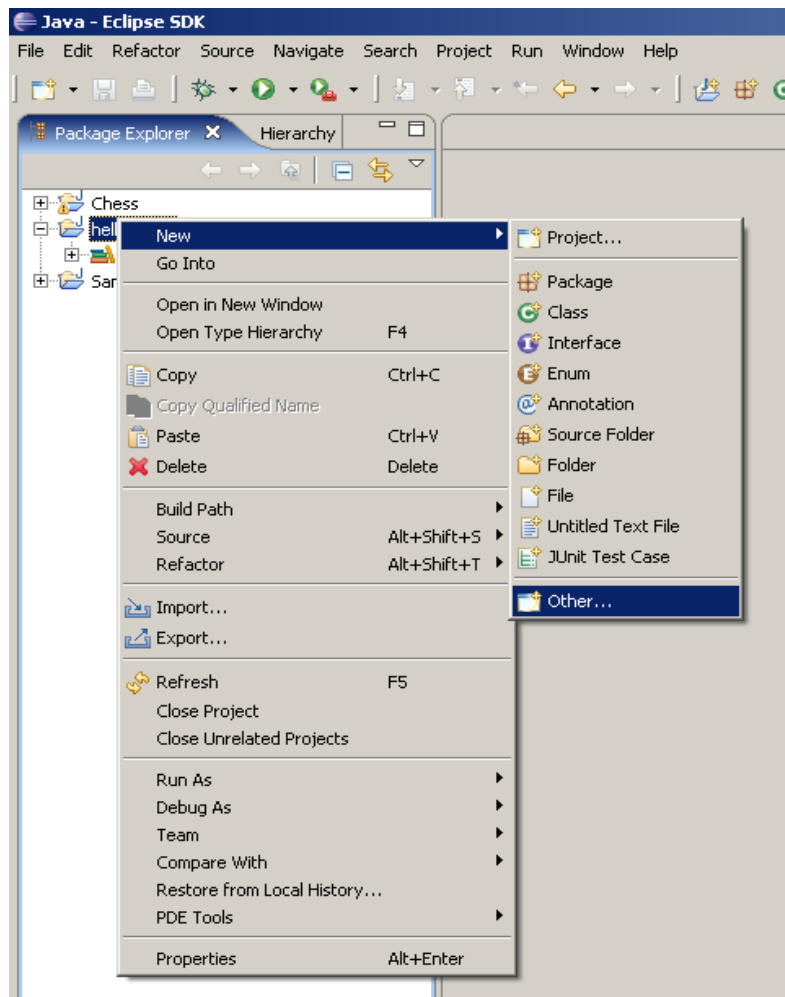 Java - Eclipse SDK
File Edit Refactor Source Navigate Search Project Run Window Help
Package Explorer Hierarchy
Chess
New
Go Into
Open in New Window
Open Type Hierarchy F4
Copy Ctrl+C
Copy Qualified Name
Paste Ctrl+V
Delete Delete
Build Path
Source Alt+Shift+S
Refactor Alt+Shift+T
Import...
Export...
Refresh F5
Close Project
Close Unrelated Projects
Run As
Debug As
Team
Compare With
Restore from Local History...
PDE Tools
Properties Alt+Enter
Project...
Package
Class
Interface
Enum
Annotation
Source Folder
Folder
File
Untitled Text File
JUnit Test Case
Other...